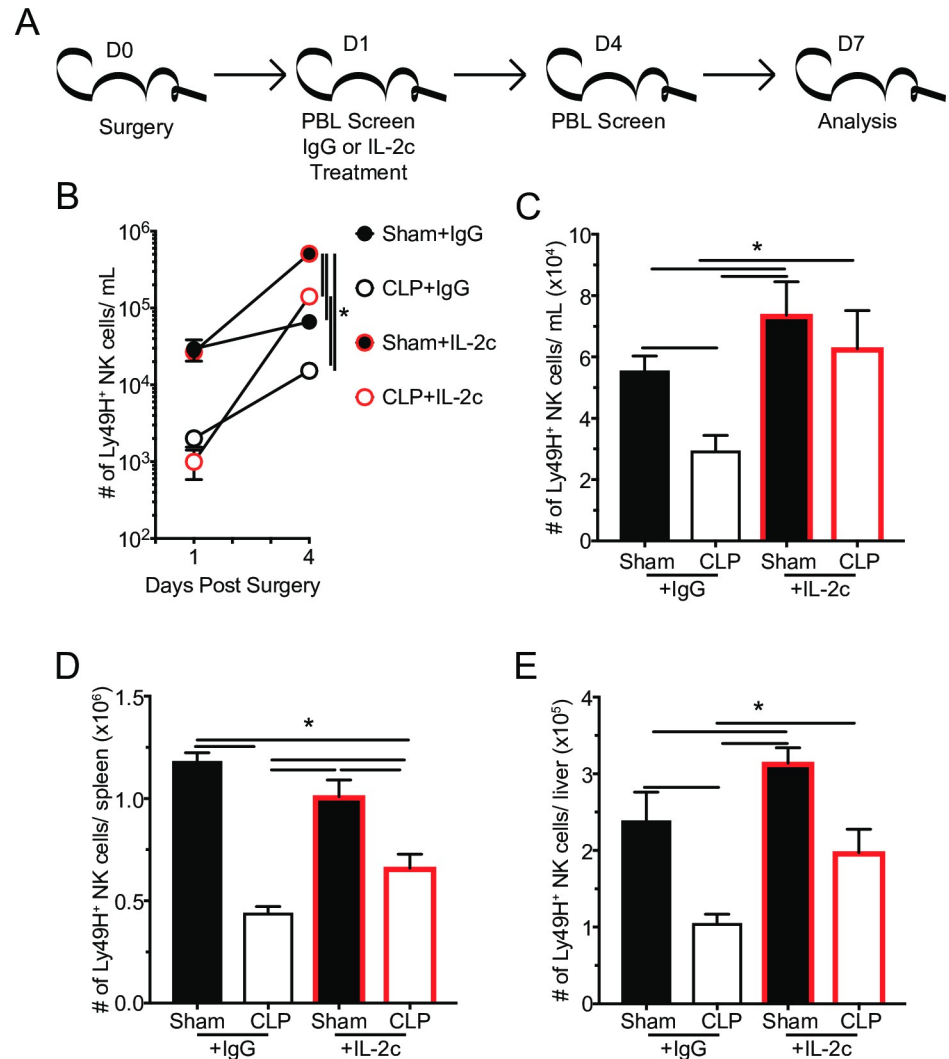 A
D0
D1
D4
D7
Surgery
PBL Screen
IgG or IL-2c
Treatment
PBL Screen
Analysis
B
# of Ly49H⁺ NK cells/ mL
10⁶
10⁵
10⁴
10³
10²
1
4
Days Post Surgery
*
Sham+IgG
CLP+IgG
Sham+IL-2c
CLP+IL-2c
C
# of Ly49H⁺ NK cells/ mL (x10⁴)
10
8
6
4
2
0
*
Sham CLP Sham CLP
+IgG +IL-2c
D
# of Ly49H⁺ NK cells/ spleen (x10⁶)
1.5
1.0
0.5
0.0
*
Sham CLP Sham CLP
+IgG +IL-2c
E
# of Ly49H⁺ NK cells/ liver (x10⁵)
4
3
2
1
0
*
Sham CLP Sham CLP
+IgG +IL-2c